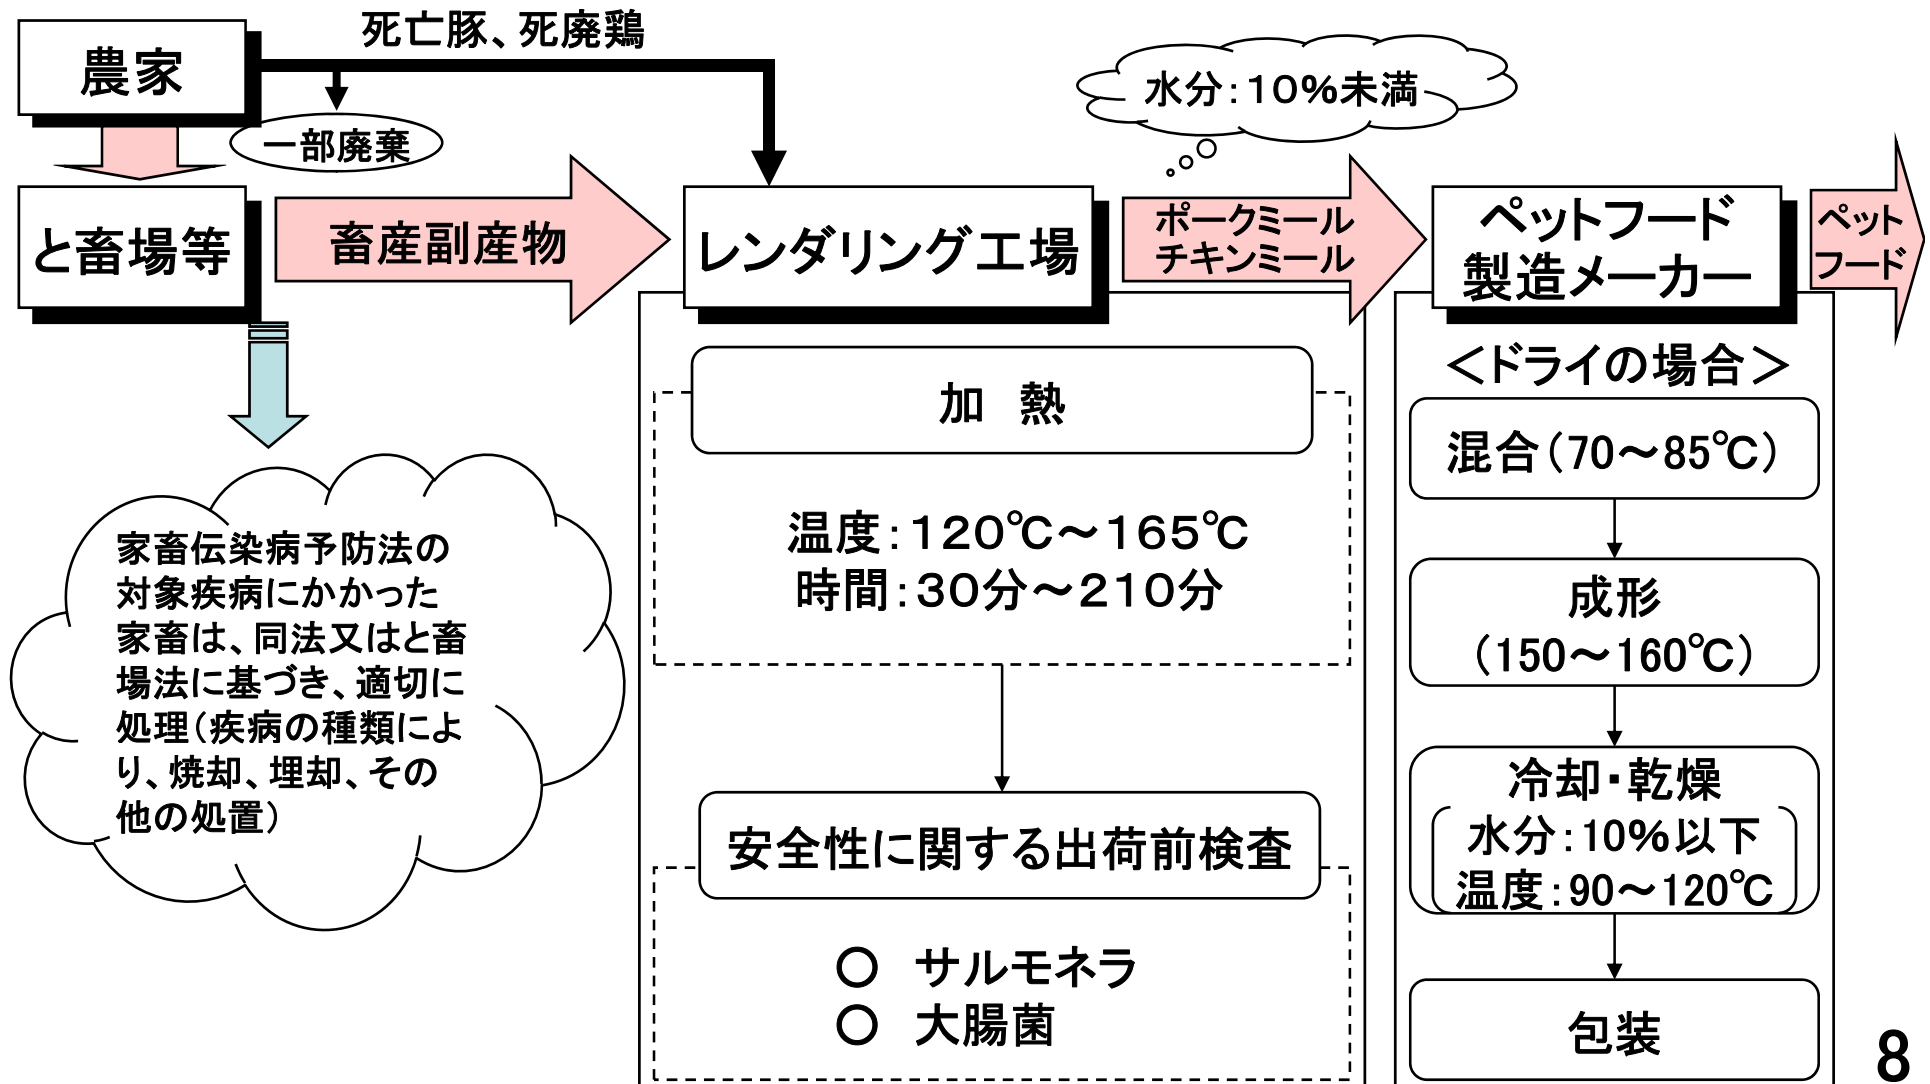 死亡豚、死廃鶏
農家
一部廃棄
水分：１０％未満
と畜場等
畜産副産物
レンダリング工場
ポークミール
チキンミール
ペットフード
製造メーカー
ペット
フード
加　熱
温度：１２０℃～１６５℃
時間：３０分～２１０分
安全性に関する出荷前検査
○　サルモネラ
○　大腸菌
＜ドライの場合＞
混合（70～85℃）
成形
（150～160℃）
冷却・乾燥
水分：10％以下
温度：90～120℃
包装
家畜伝染病予防法の
対象疾病にかかった
家畜は、同法又はと畜
場法に基づき、適切に
処理（疾病の種類によ
り、焼却、埋却、その
他の処置）
8